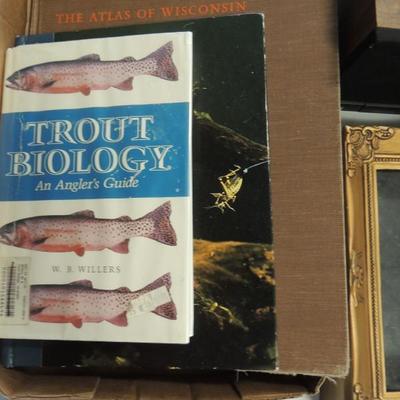 THE ATLAS OF WISCONSIN
TROUT
BIOLOGY
An Angler's Guide
W. B. WILLERS